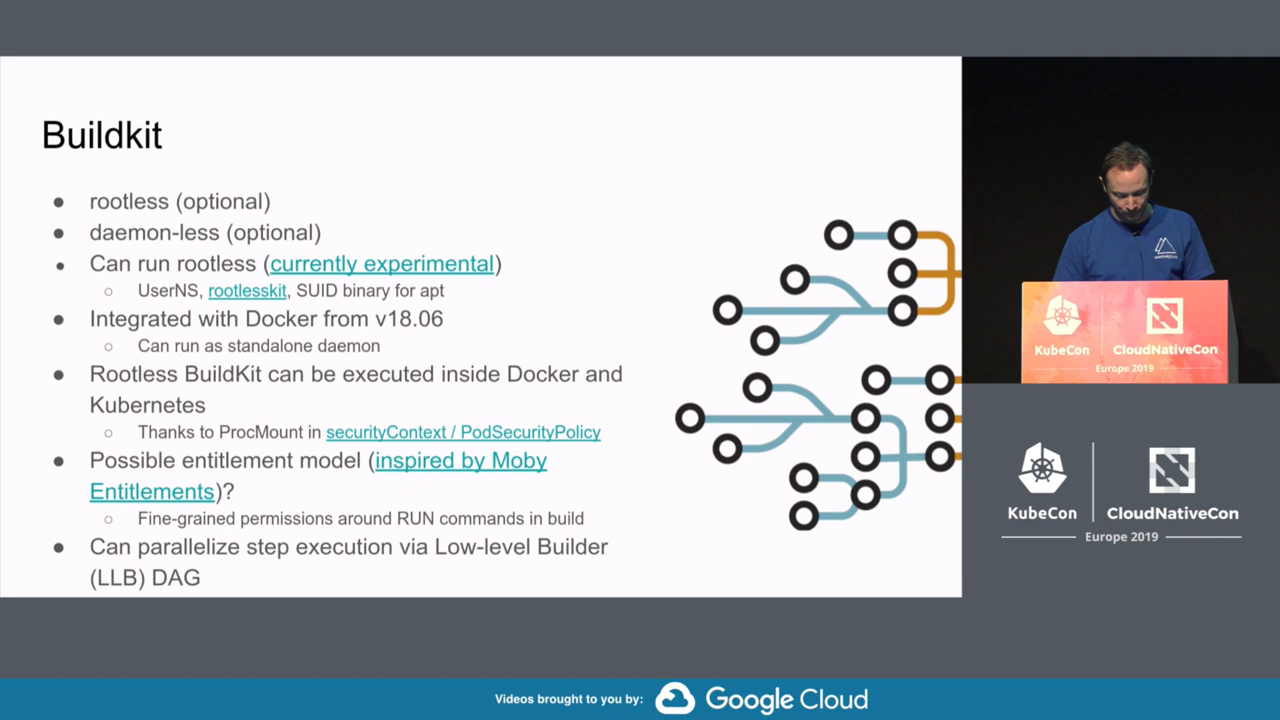 Buildkit
● rootless (optional)
● daemon-less (optional)
● Can run rootless (currently experimental)
○ UserNS, rootlesskit, SUID binary for apt
● Integrated with Docker from v18.06
○ Can run as standalone daemon
● Rootless BuildKit can be executed inside Docker and
Kubernetes
○ Thanks to ProcMount in securityContext / PodSecurityPolicy
● Possible entitlement model (inspired by Moby
Entitlements)?
○ Fine-grained permissions around RUN commands in build
● Can parallelize step execution via Low-level Builder
(LLB) DAG
KubeCon CloudNativeCon
Europe 2019
KubeCon CloudNativeCon
Europe 2019
Videos brought to you by: Google Cloud